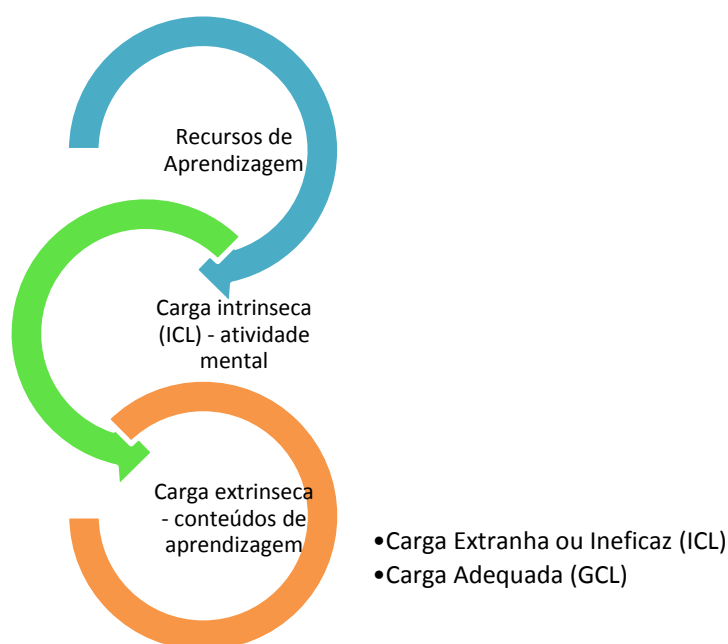 Recursos de
Aprendizagem
Carga intrinseca
(ICL) - atividade
mental
Carga extrinseca
- conteúdos de
aprendizagem
•Carga Extranha ou Ineficaz (ICL)
•Carga Adequada (GCL)